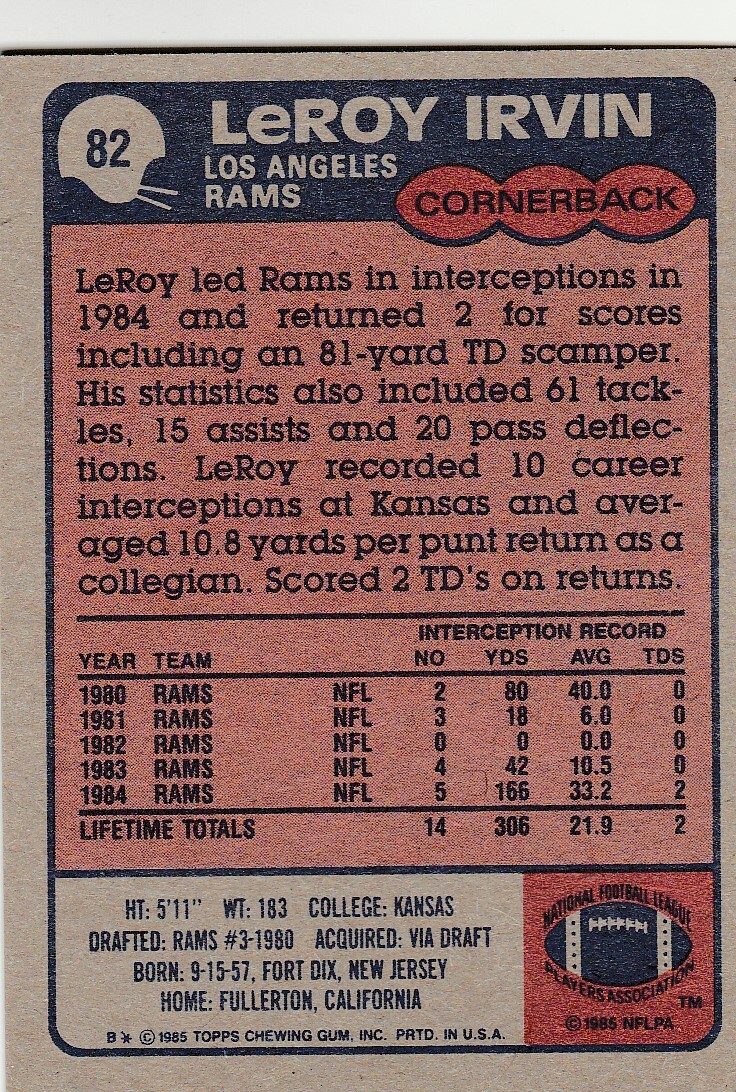 82
LeROY IRVIN
LOS ANGELES
RAMS
CORNERBACK
LeRoy led Rams in interceptions in
1984 and returned 2 for scores
including an 81-yard TD scamper.
His statistics also included 61 tack-
les, 15 assists and 20 pass deflec-
tions. LeRoy recorded 10 career
interceptions at Kansas and aver-
aged 10.8 yards per punt return as a
collegian. Scored 2 TD's on returns.
INTERCEPTION RECORD
YEAR TEAM NO YDS AVG TDS
1980 RAMS NFL 2 80 40.0 0
1981 RAMS NFL 3 18 6.0 0
1982 RAMS NFL 0 0 0.0 0
1983 RAMS NFL 4 42 10.5 0
1984 RAMS NFL 5 166 33.2 2
LIFETIME TOTALS 14 306 21.9 2
HT: 5'11" WT: 183 COLLEGE: KANSAS
DRAFTED: RAMS #3-1980 ACQUIRED: VIA DRAFT
BORN: 9-15-57, FORT DIX, NEW JERSEY
HOME: FULLERTON, CALIFORNIA
B* © 1985 TOPPS CHEWING GUM, INC. PRTD. IN U.S.A.
NATIONAL FOOTBALL LEAGUE
PLAYERS ASSOCIATION
TM
© 1985 NFLPA